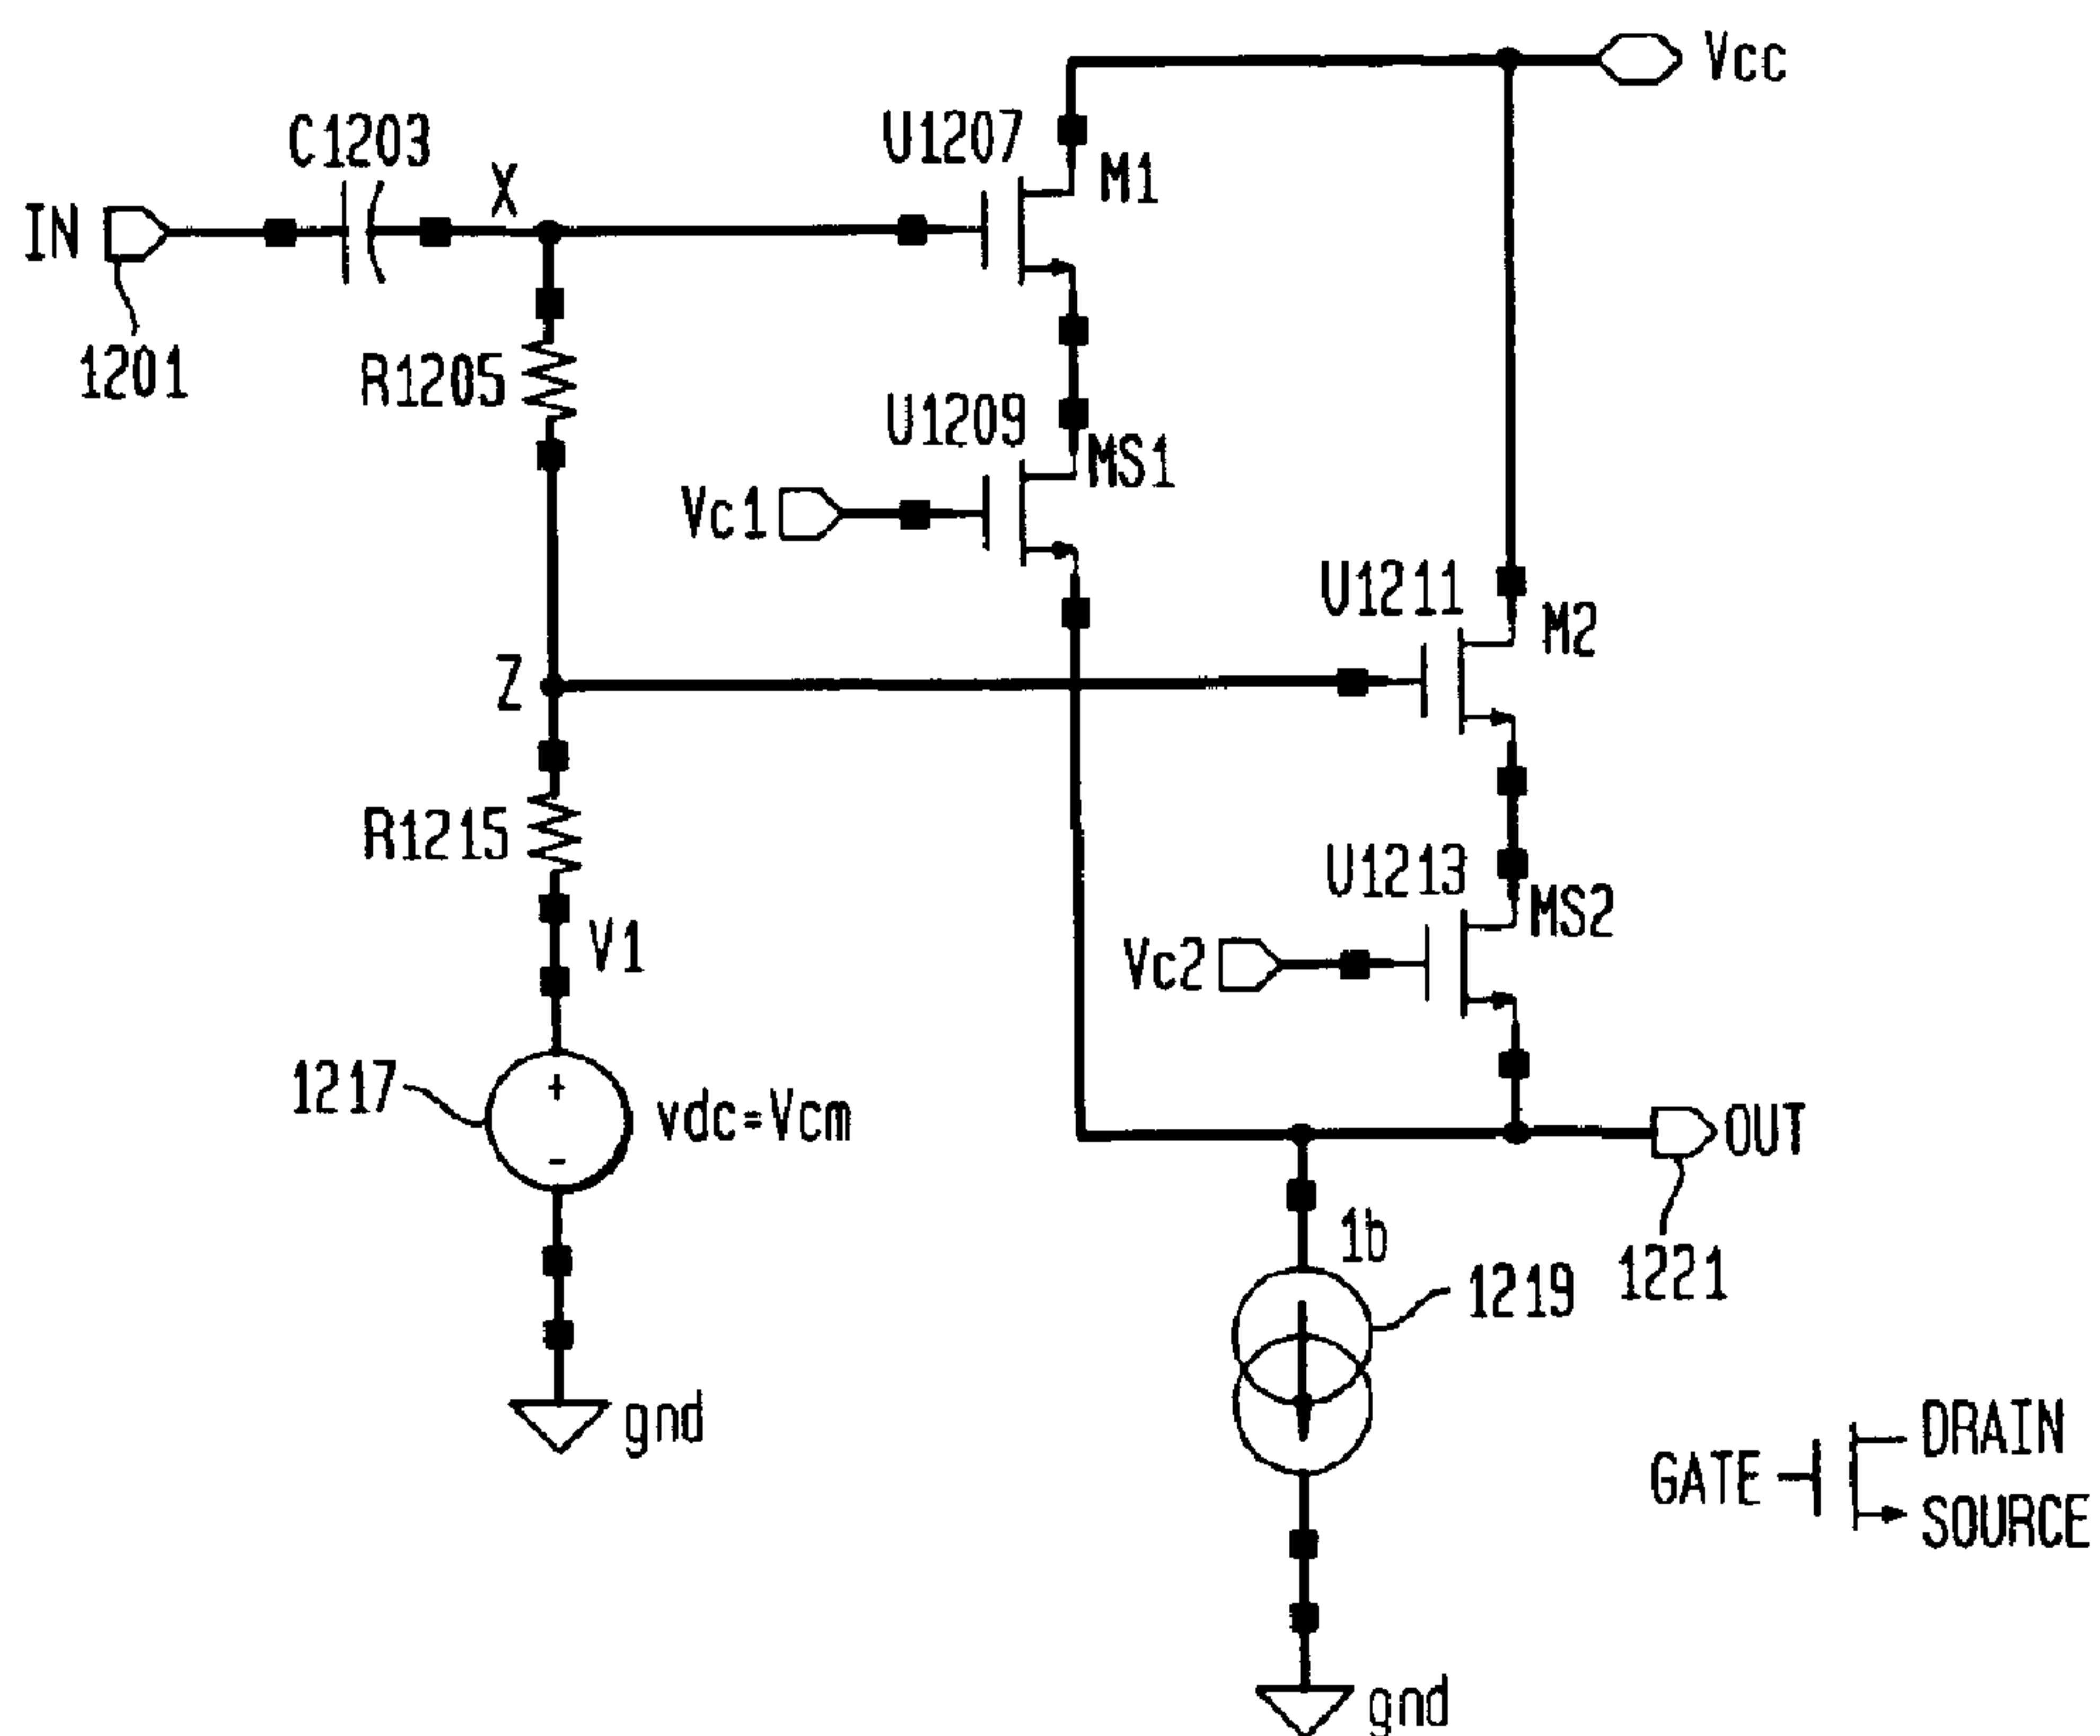 Vcc
U1207
C1203
X
M1
IN
1201
R1205
U1209
MS1
Vc1
U1211
M2
Z
R1215
U1213
MS2
V1
Vc2
1217
+
vdc=Vcm
-
OUT
1b
1219
1221
gnd
DRAIN
GATE
SOURCE
gnd